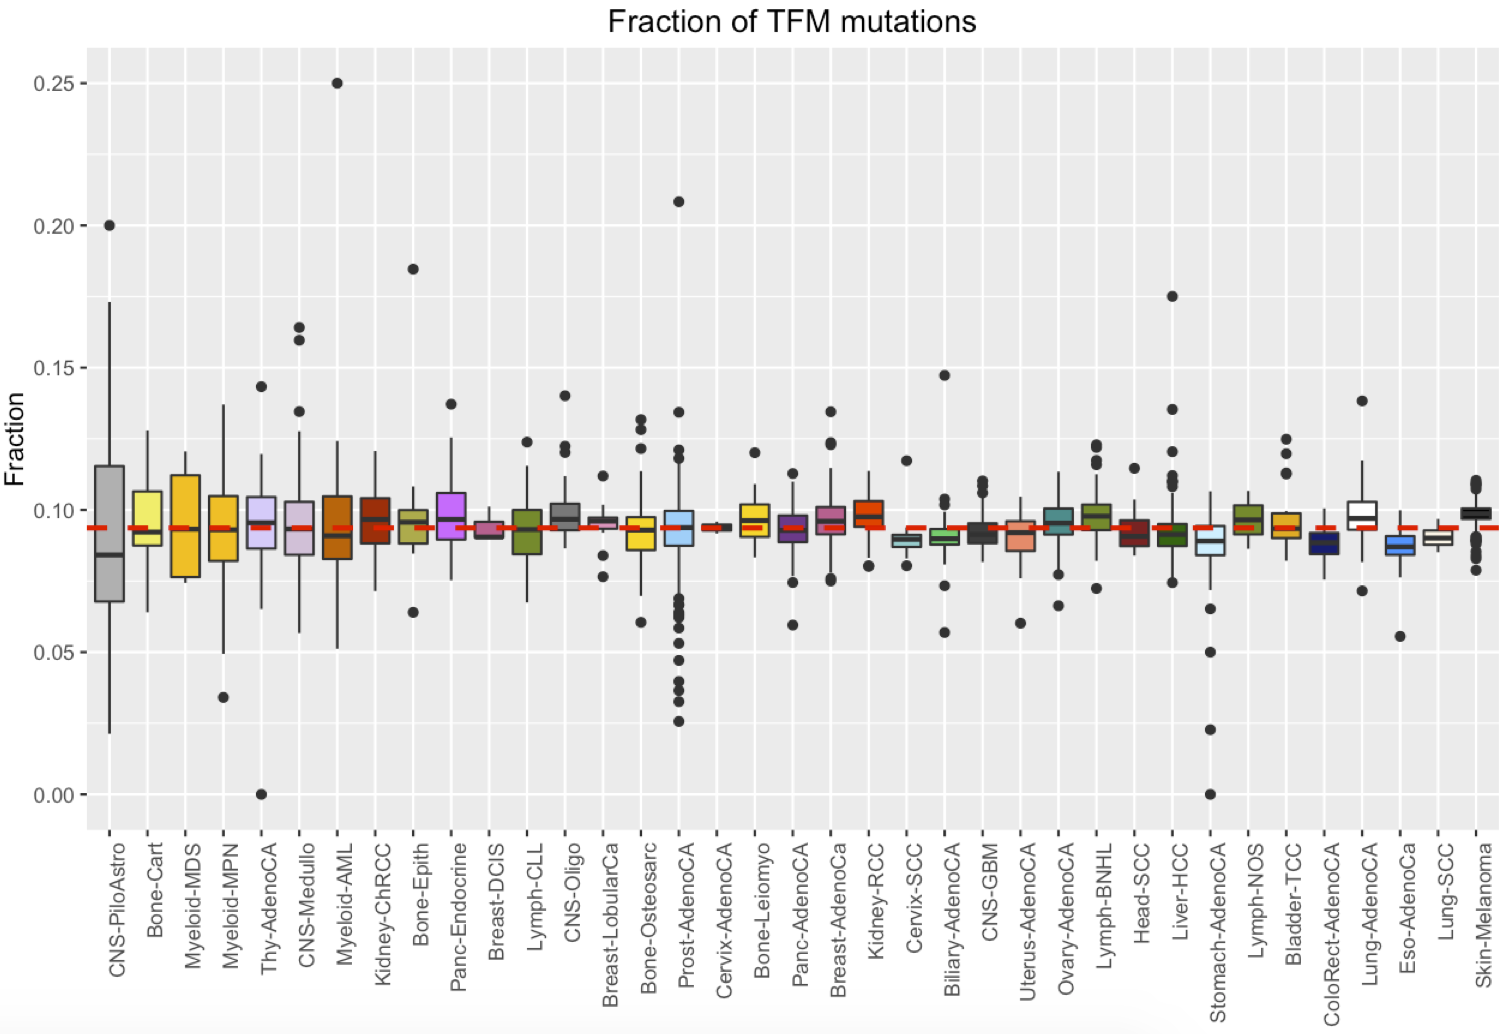 Fraction of TFM mutations
Fraction
0.25
0.20
0.15
0.10
0.05
0.00
CNS-PiloAstro
Bone-Cart
Myeloid-MDS
Myeloid-MPN
Thy-AdenoCA
CNS-Medullo
Myeloid-AML
Kidney-ChRCC
Bone-Epith
Panc-Endocrine
Breast-DCIS
Lymph-CLL
CNS-Oligo
Breast-LobularCa
Bone-Osteosarc
Prost-AdenoCA
Cervix-AdenoCA
Bone-Leiomyo
Panc-AdenoCA
Breast-AdenoCa
Kidney-RCC
Cervix-SCC
Biliary-AdenoCA
CNS-GBM
Uterus-AdenoCA
Ovary-AdenoCA
Lymph-BNHL
Head-SCC
Liver-HCC
Stomach-AdenoCA
Lymph-NOS
Bladder-TCC
ColoRect-AdenoCA
Lung-AdenoCA
Eso-AdenoCa
Lung-SCC
Skin-Melanoma